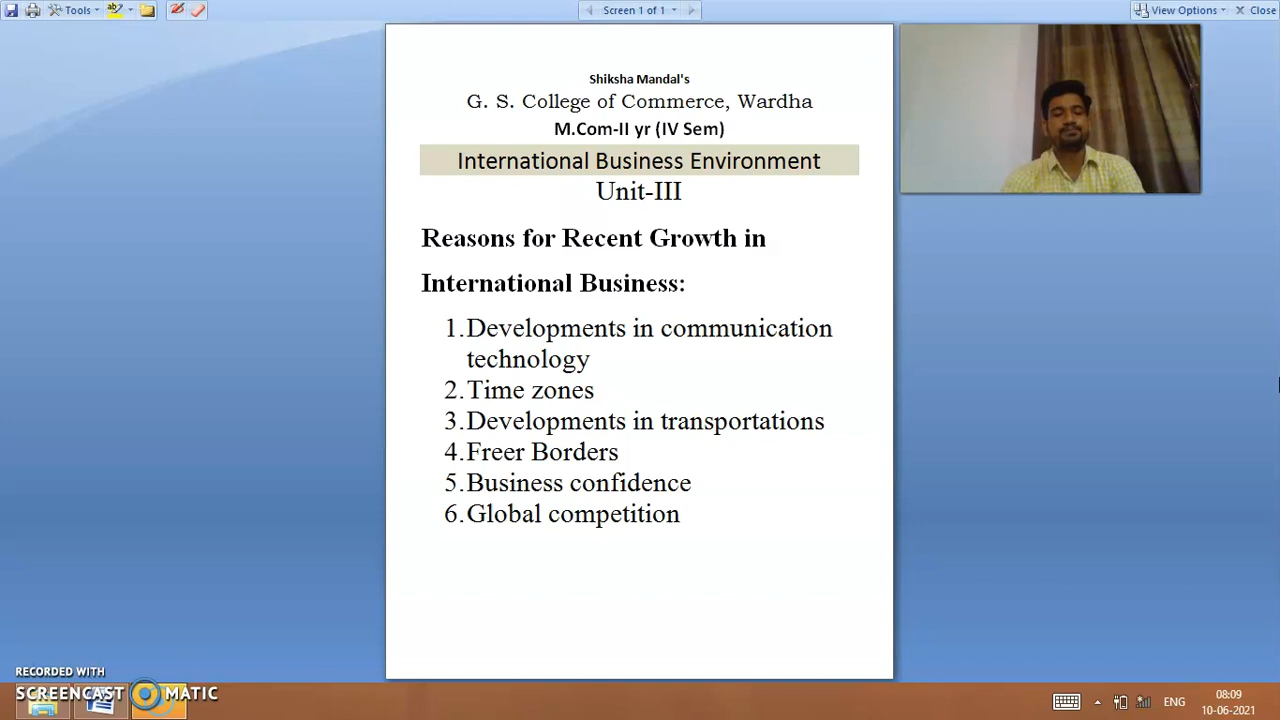 Tools
Screen 1 of 1
View Options
Close
Shiksha Mandal's
G. S. College of Commerce, Wardha
M.Com-II yr (IV Sem)
International Business Environment
Unit-III
Reasons for Recent Growth in
International Business:
1. Developments in communication
technology
2. Time zones
3. Developments in transportations
4. Freer Borders
5. Business confidence
6. Global competition
RECORDED WITH
SCREENCAST MATIC
ENG
08:09
10-06-2021